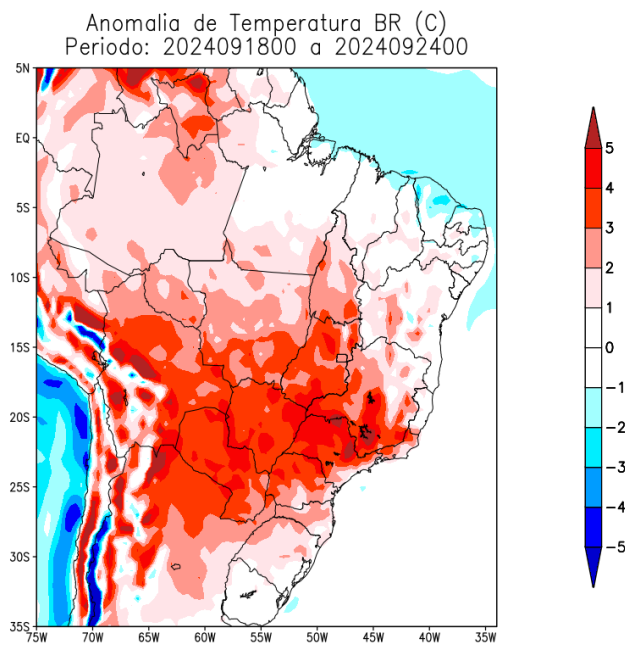 Anomalia de Temperatura BR (C)
Periodo: 2024091800 a 2024092400
5N
EQ
5S
10S
15S
20S
25S
30S
35S
75W 70W 65W 60W 55W 50W 45W 40W 35W
5
4
3
2
1
0
-1
-2
-3
-4
-5